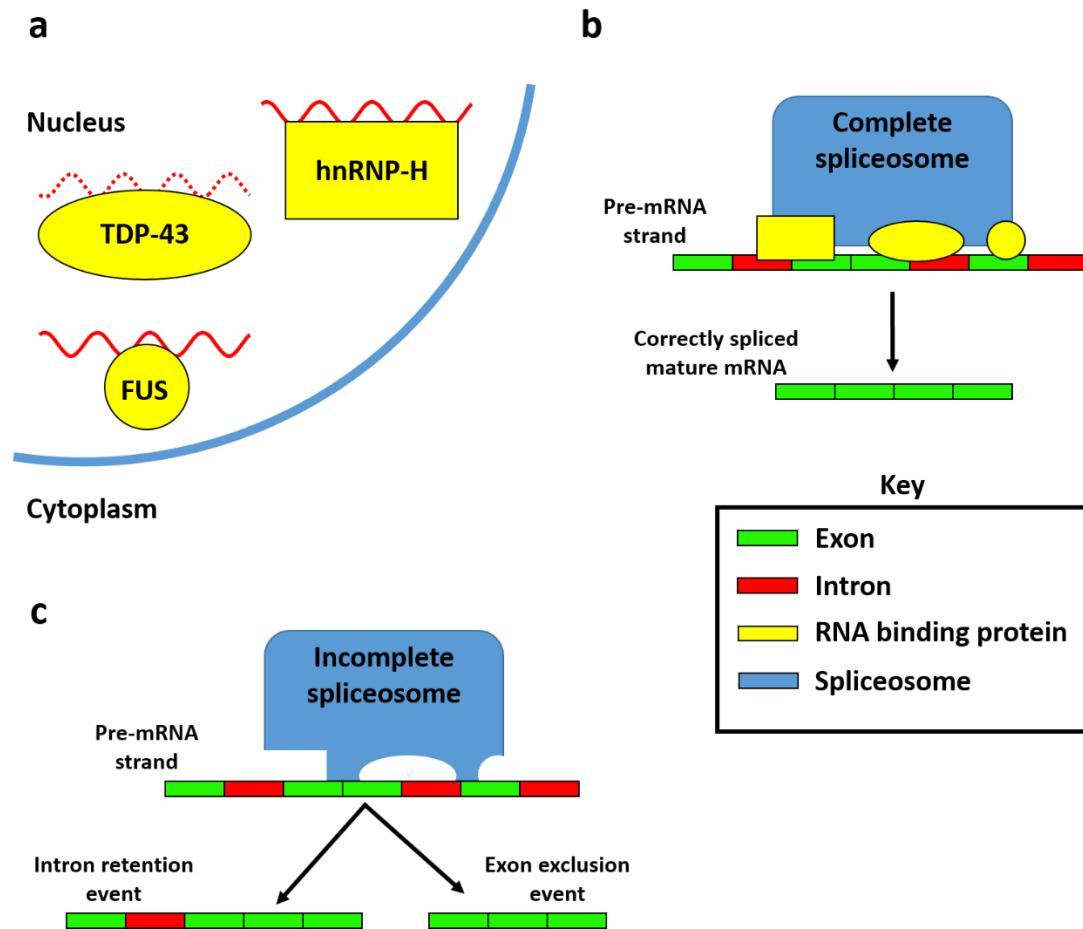 a
Nucleus
hnRNP-H
TDP-43
FUS
Cytoplasm
b
Complete
spliceosome
Pre-mRNA
strand
Correctly spliced
mature mRNA
Key
Exon
Intron
RNA binding protein
Spliceosome
c
Incomplete
spliceosome
Pre-mRNA
strand
Intron retention
event
Exon exclusion
event